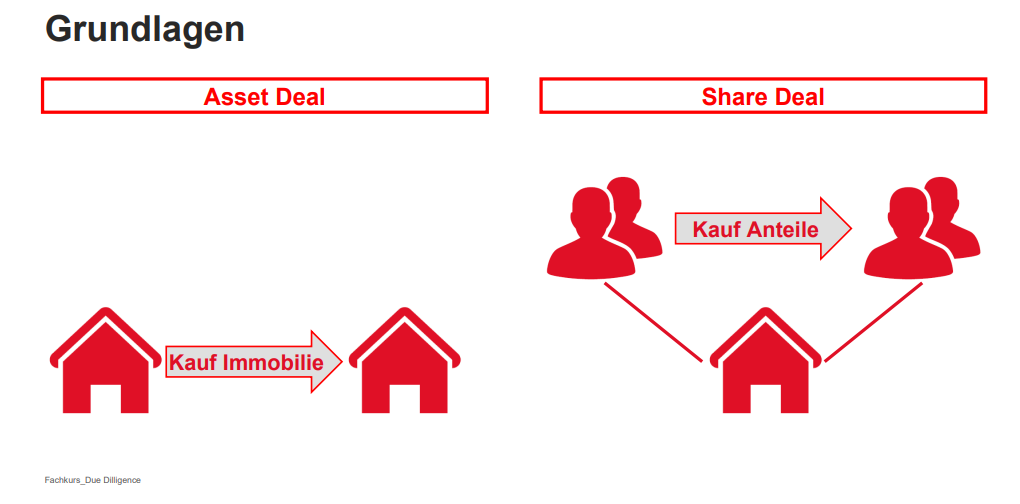 Grundlagen
Asset Deal
Share Deal
Kauf Anteile
Kauf Immobilie
Fachkurs_Due Dilligence